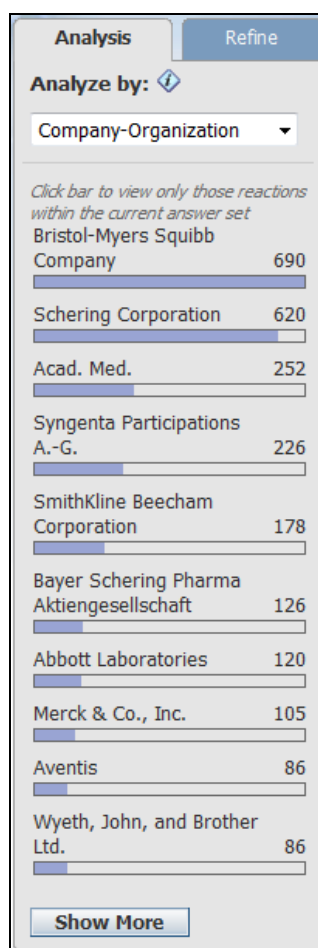 Analysis Refine
Analyze by:
Company-Organization
Click bar to view only those reactions
within the current answer set
Bristol-Myers Squibb
Company 690
Schering Corporation 620
Acad. Med. 252
Syngenta Participations
A.-G. 226
SmithKline Beecham
Corporation 178
Bayer Schering Pharma
Aktiengesellschaft 126
Abbott Laboratories 120
Merck & Co., Inc. 105
Aventis 86
Wyeth, John, and Brother
Ltd. 86
Show More